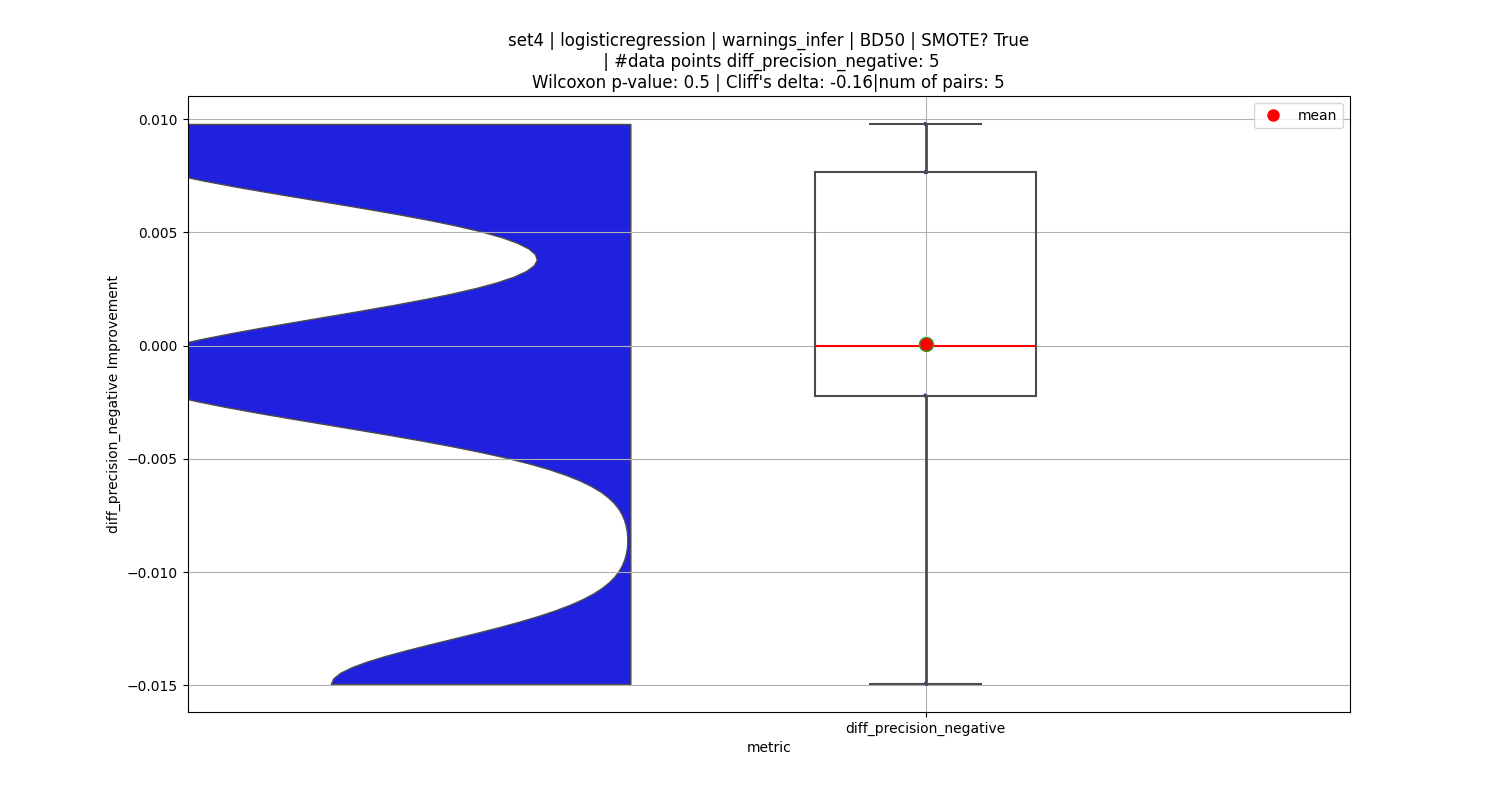 set4 | logisticregression | warnings_infer | BD50 | SMOTE? True
| #data points diff_precision_negative: 5
Wilcoxon p-value: 0.5 | Cliff's delta: -0.16|num of pairs: 5
mean
0.010
0.005
0.000
−0.005
−0.010
−0.015
diff_precision_negative Improvement
diff_precision_negative
metric